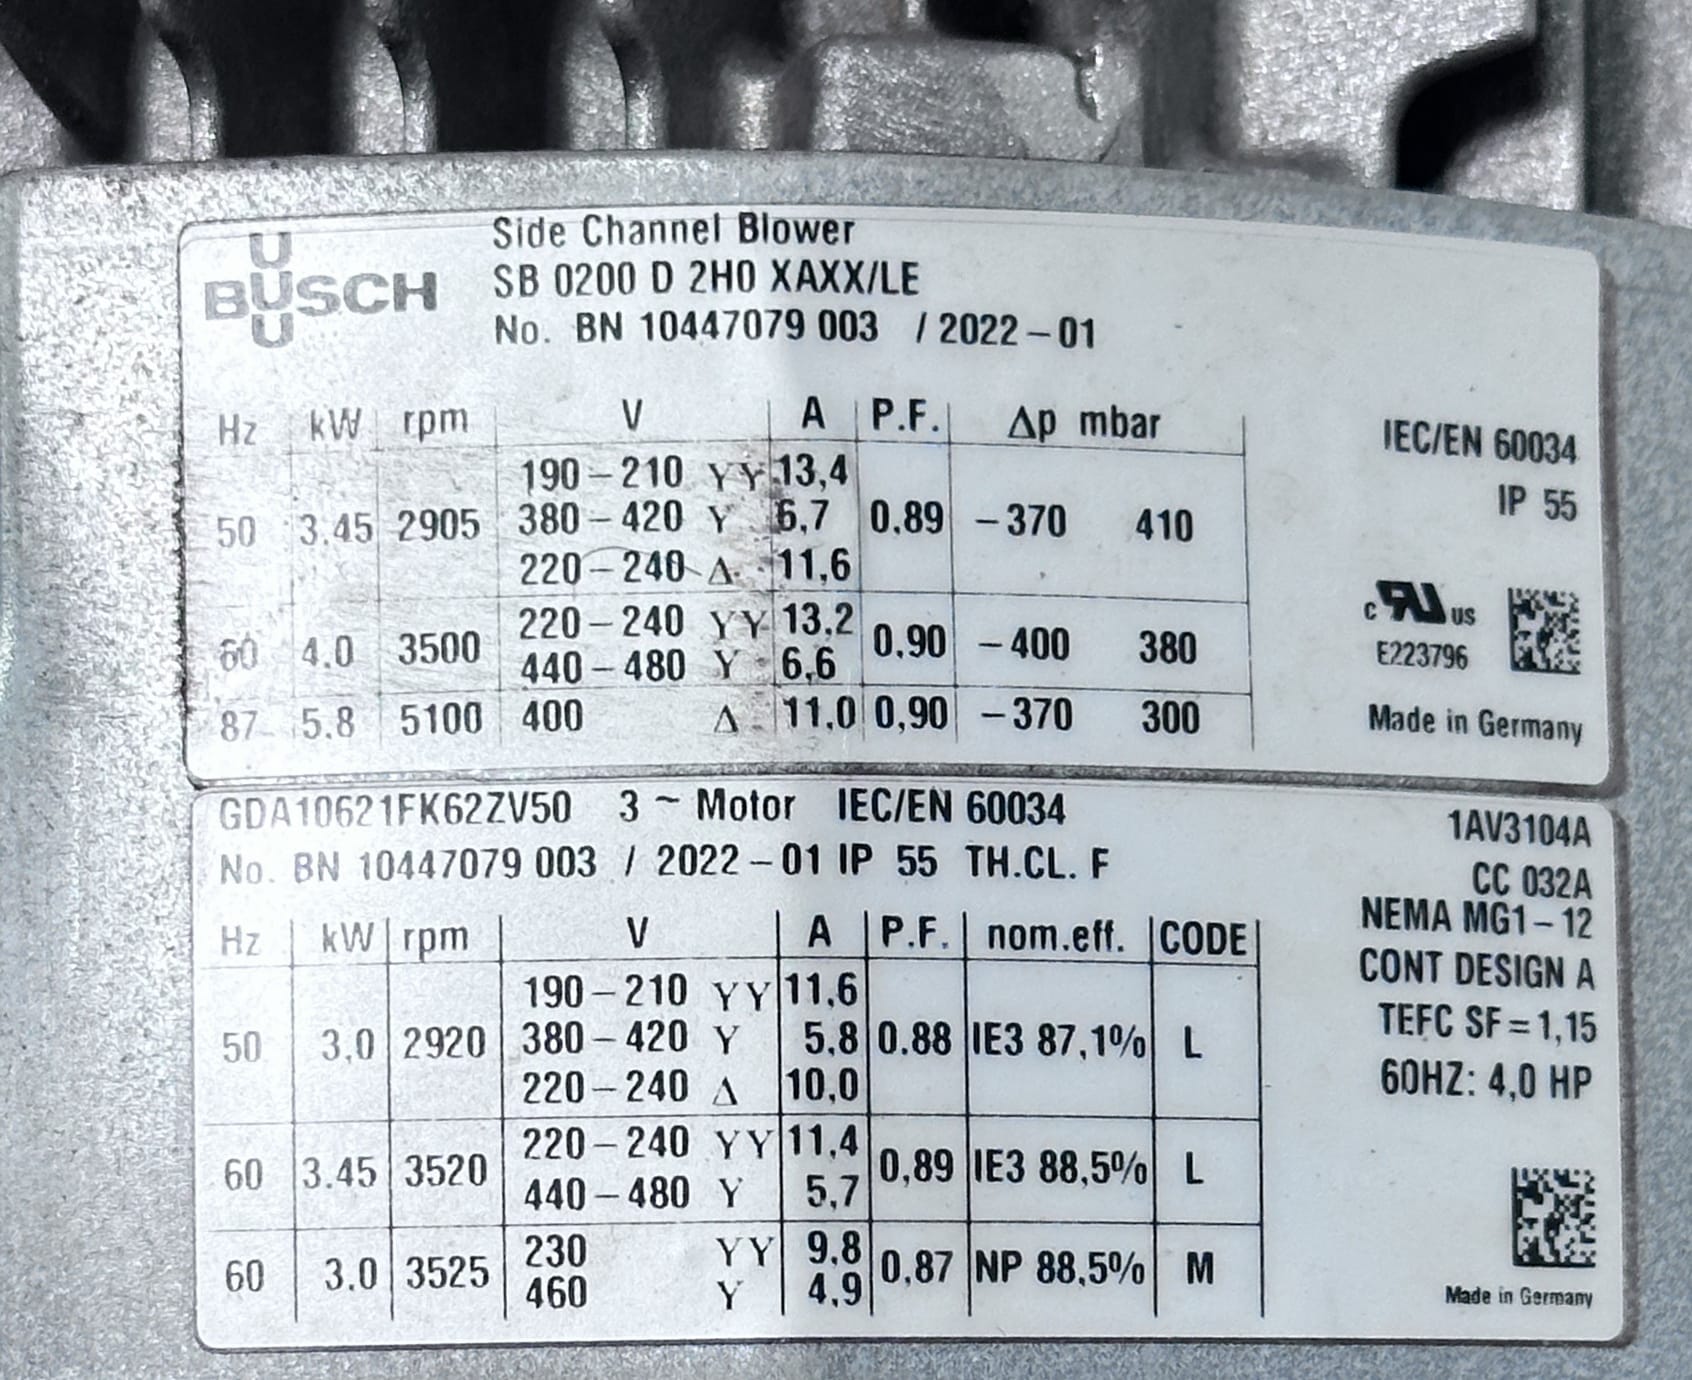 BUSCH
Side Channel Blower
SB 0200 D 2H0 XAXX/LE
No. BN 10447079 003 / 2022-01
Hz kW rpm V A P.F. Δp mbar
190-210 YY 13,4
50 3.45 2905 380-420 Y 6,7 0.89 -370 410
220-240 Δ 11,6
220-240 YY 13,2
60 4.0 3500 440-480 Y 6,6 0.90 -400 380
87 5.8 5100 400 Δ 11.0 0,90 -370 300
IEC/EN 60034
IP 55
c RU us
E223796
Made in Germany
GDA10621FK62ZV50 3 ~ Motor IEC/EN 60034
No. BN 10447079 003 / 2022-01 IP 55 TH.CL. F
Hz kW rpm V A P.F. nom.eff. CODE
190-210 YY 11,6
50 3,0 2920 380-420 Y 5,8 0.88 IE3 87,1% L
220-240 Δ 10,0
220-240 YY 11,4
60 3.45 3520 440-480 Y 5,7 0,89 IE3 88,5% L
230 YY 9,8
60 3.0 3525 460 Y 4,9 0,87 NP 88,5% M
1AV3104A
CC 032A
NEMA MG1-12
CONT DESIGN A
TEFC SF=1,15
60HZ: 4,0 HP
Made in Germany